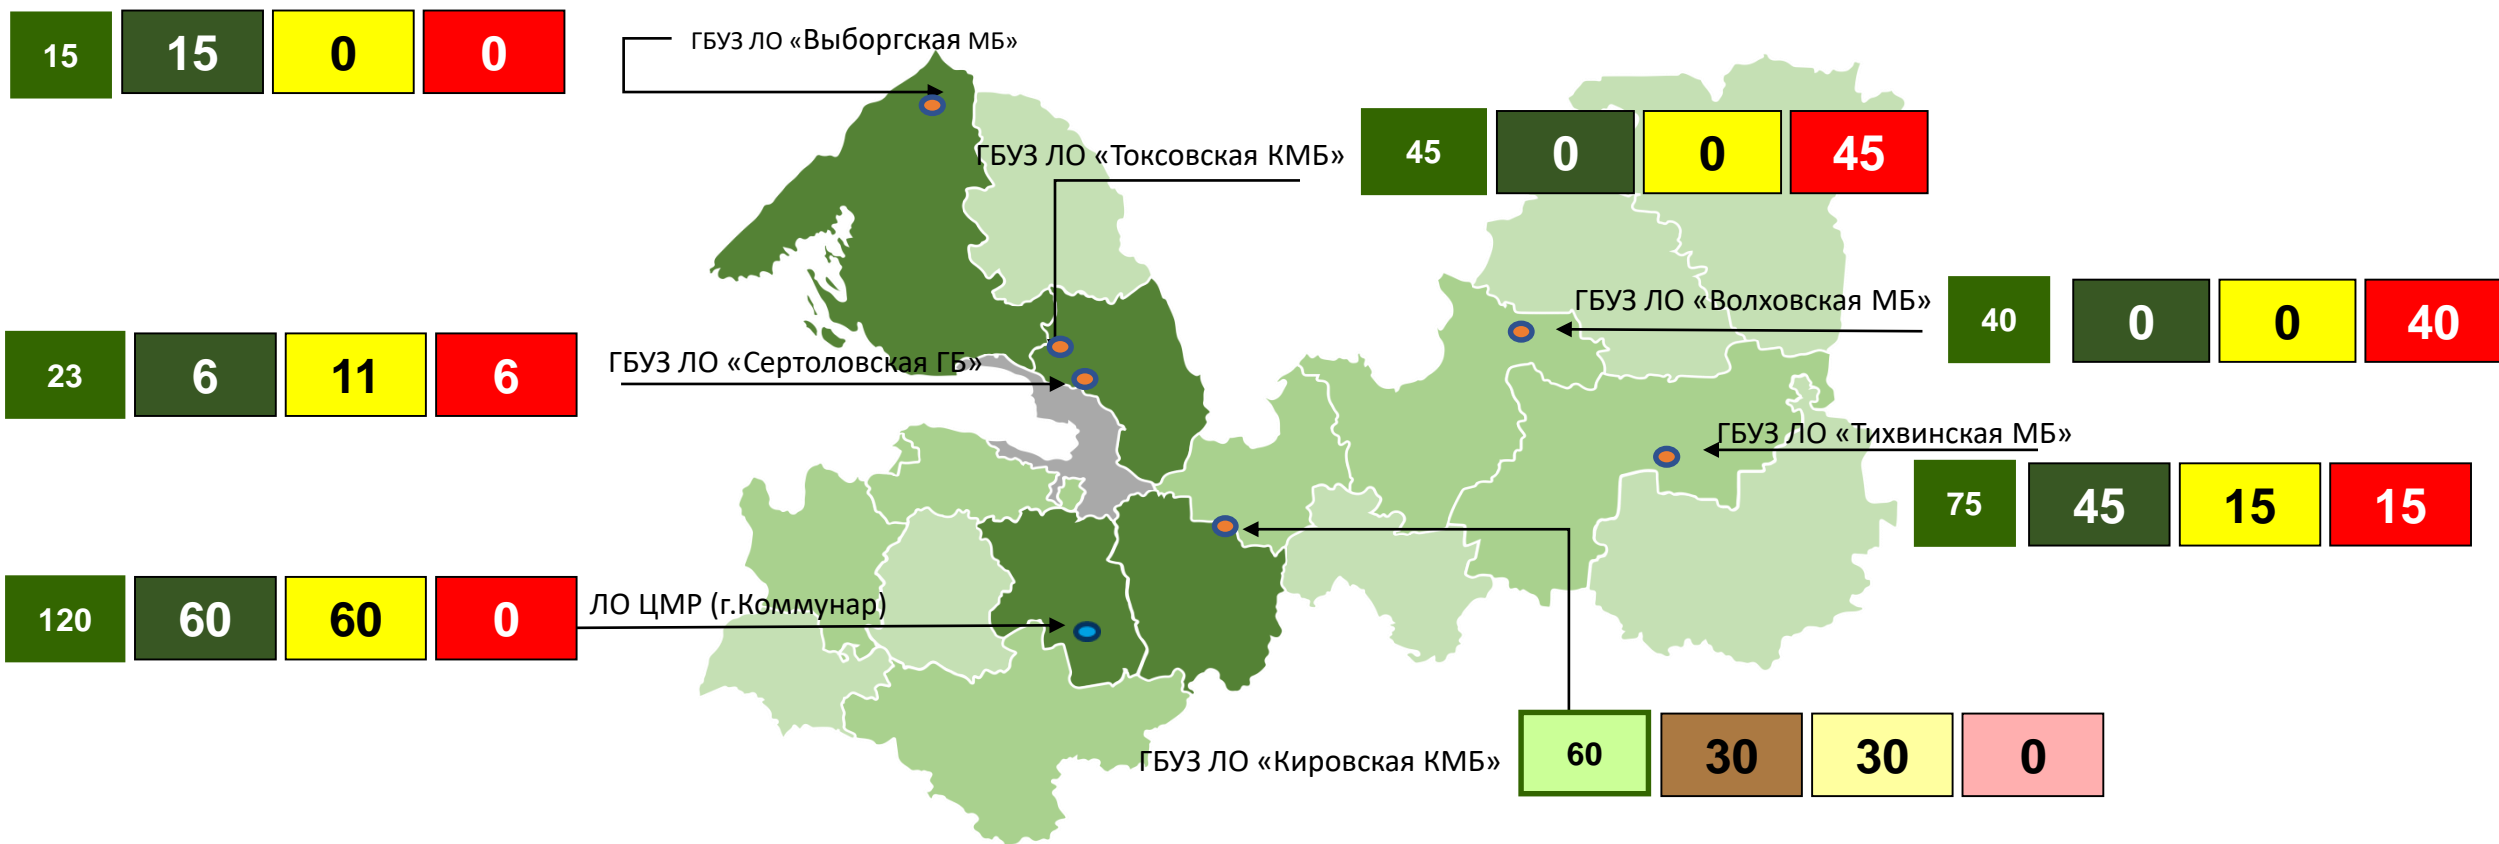 15 15 0 0
ГБУЗ ЛО «Выборгская МБ»
ГБУЗ ЛО «Токсовская КМБ»
45 0 0 45
ГБУЗ ЛО «Волховская МБ»
40 0 0 40
23 6 11 6
ГБУЗ ЛО «Сертоловская ГБ»
ГБУЗ ЛО «Тихвинская МБ»
75 45 15 15
120 60 60 0
ЛО ЦМР (г.Коммунар)
ГБУЗ ЛО «Кировская КМБ»
60 30 30 0